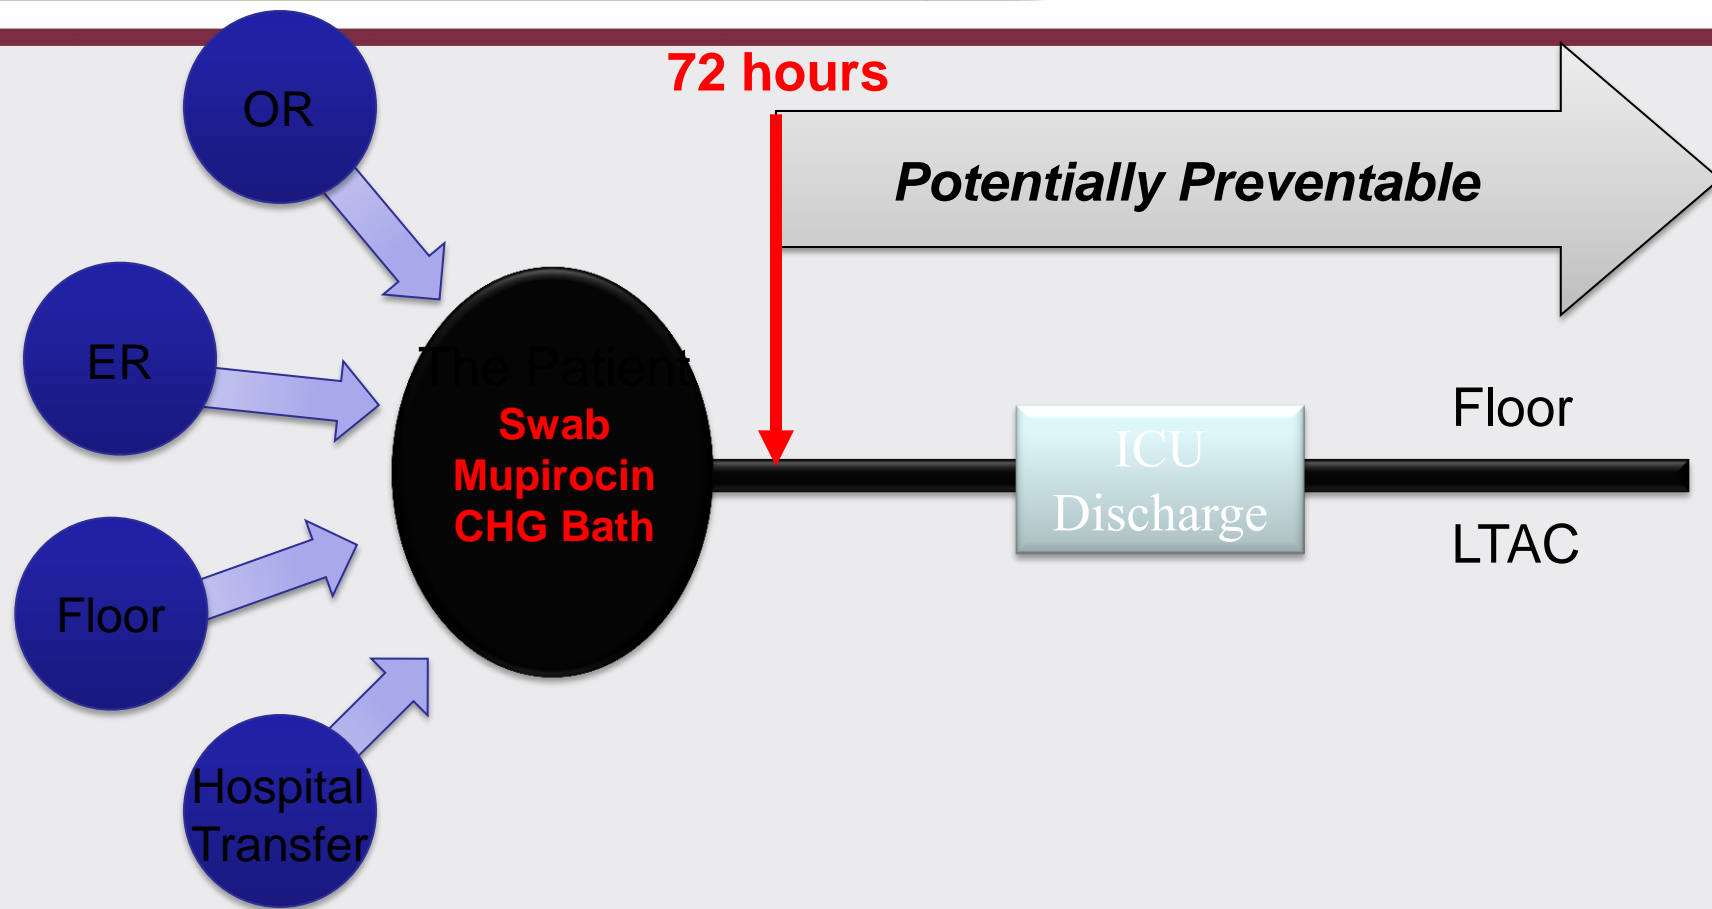 OR
72 hours
Potentially Preventable
ER
The Patient
Swab
Mupirocin
CHG Bath
Floor
ICU
Discharge
Floor
LTAC
Hospital
Transfer